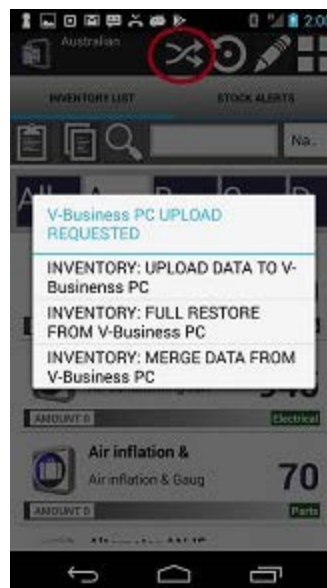 2:0
Australian
INVENTORY LIST STOCK ALERTS
Na..
V-Business PC UPLOAD
REQUESTED
INVENTORY: UPLOAD DATA TO V-
Businenss PC
INVENTORY: FULL RESTORE
FROM V-Business PC
INVENTORY: MERGE DATA FROM
V-Business PC
AMOUNT 0 Electrical
Air inflation &
Air inflation & Gaug 70
AMOUNT 0 Parts